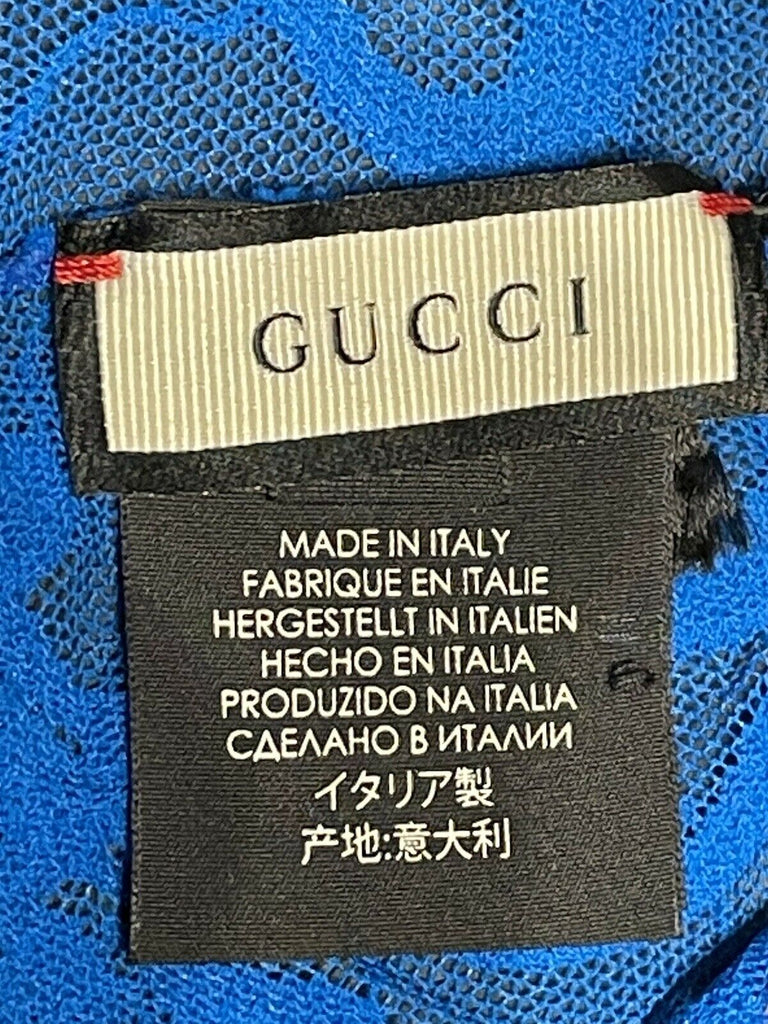 GUCCI
MADE IN ITALY
FABRIQUE EN ITALIE
HERGESTELLT IN ITALIEN
HECHO EN ITALIA
PRODUZIDO NA ITALIA
СДЕЛАНО В ИТАЛИИ
イタリア製
产地:意大利